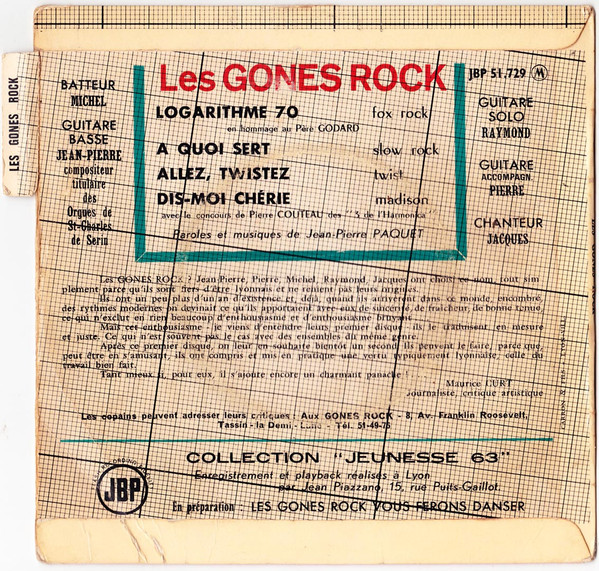 LES GONES ROCK
Les GONES ROCK
JBP 51.729 M
LOGARITHME 70 fox rock
en hommage au Père GODARD
A QUOI SERT slow rock
ALLEZ, TWISTEZ twist
DIS-MOI CHÉRIE madison
avec le concours de Pierre COUTEAU des "3 de l'Harmonica"
Paroles et musiques de Jean-Pierre PAQUET
BATTEUR
MICHEL
GUITARE
BASSE
JEAN-PIERRE
compositeur
titulaire
des
Orgues de
St-Charles
de Serin
GUITARE
SOLO
RAYMOND
GUITARE
ACCOMPAGN.
PIERRE
CHANTEUR
JACQUES
Les GONES ROCK ? Jean-Pierre, Pierre, Michel, Raymond, Jacques ont choisi ce nom, tout sim
plement parce qu'ils sont fiers d'être lyonnais et ne renient pas leurs origines.
Ils ont un peu plus d'un an d'existence et, déjà, quand ils arrivèrent dans ce monde, encombré,
des rythmes modernes on devinait ce qu'ils apportaient avec eux de sincérité, de fraîcheur, de bonne tenue,
ce qui n'exclut en rien beaucoup d'enthousiasme et d'enthousiasme bruyant.
Mais cet enthousiasme - je viens d'entendre leurs premier disque - ils le traduisent en mesure
et juste. Ce qui n'est souvent pas le cas avec des ensembles du même genre.
Après ce premier disque, on leur en souhaite bientôt un second. Ils peuvent le faire, parce que,
peut être en s'amusant, ils ont compris et mis en pratique une vertu typiquement lyonnaise, celle du
travail bien fait.
Tant mieux si, pour eux, il s'ajoute encore un charmant panache !
Maurice CURT
Journaliste, critique artistique
Les copains peuvent adresser leurs critiques : Aux GONES ROCK - 8, Av. Franklin Roosevelt,
Tassin - la Demi - Lune - Tél. 51-49-76
COLLECTION "JEUNESSE 63"
Enregistrement et playback réalisés à Lyon
par Jean Piazzano, 15, rue Puits-Gaillot
JBP
En préparation : LES GONES ROCK VOUS FERONS DANSER